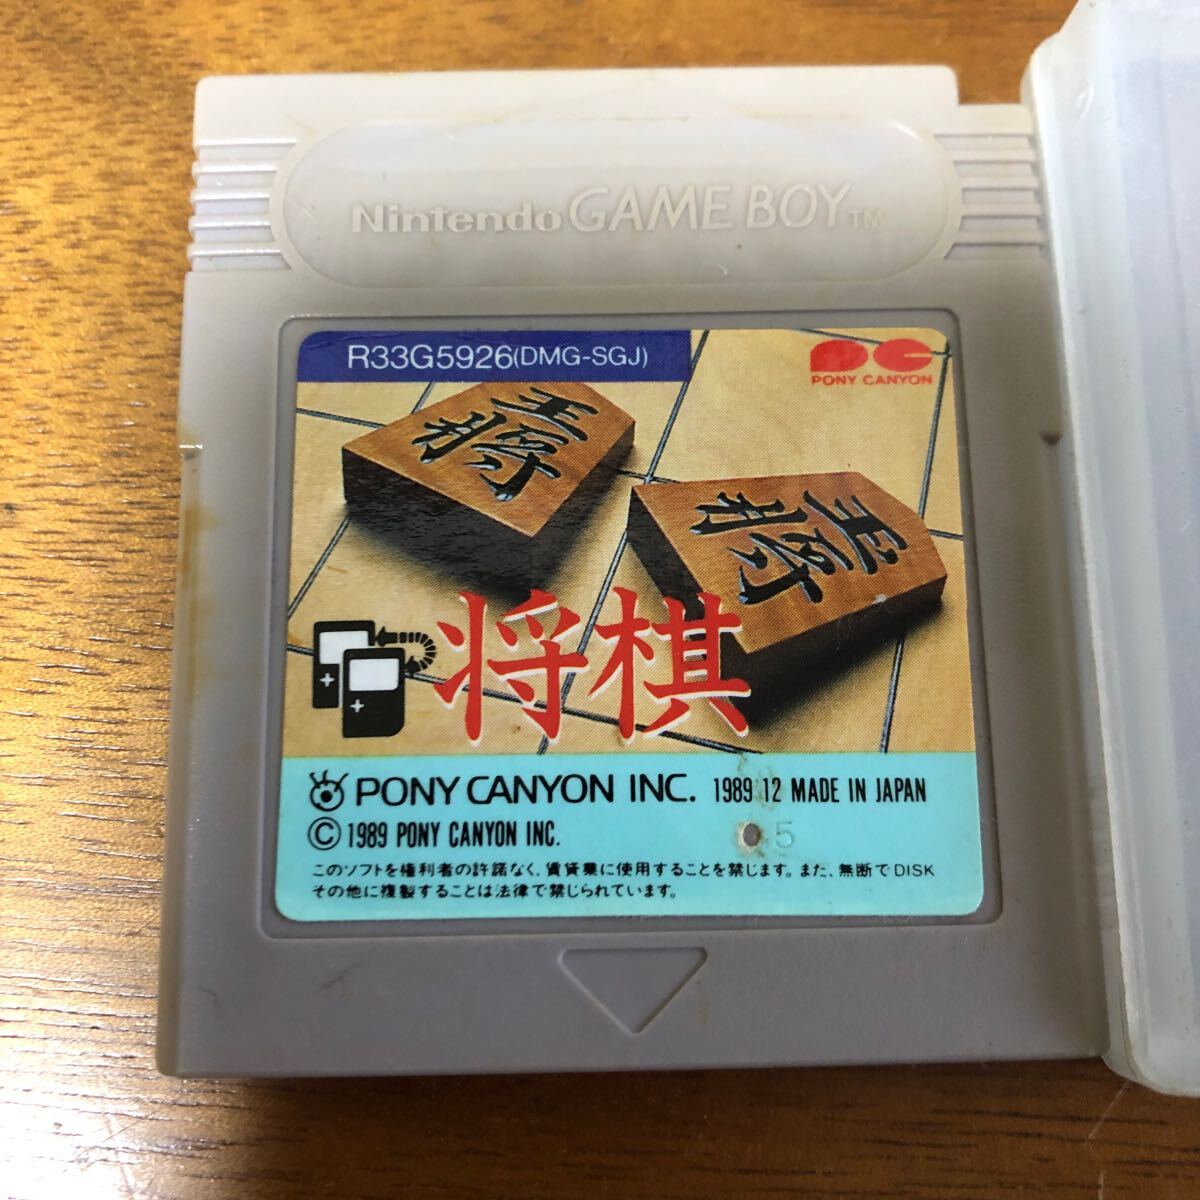 Nintendo GAME BOY TM
R33G5926(DMG-SGJ)
PC
PONY CANYON
王将
玉将
将棋
PONY CANYON INC. 1989 12 MADE IN JAPAN
© 1989 PONY CANYON INC.
5
このソフトを権利者の許諾なく、賃貸業に使用することを禁じます。また、無断でDISK
その他に複製することは法律で禁じられています。